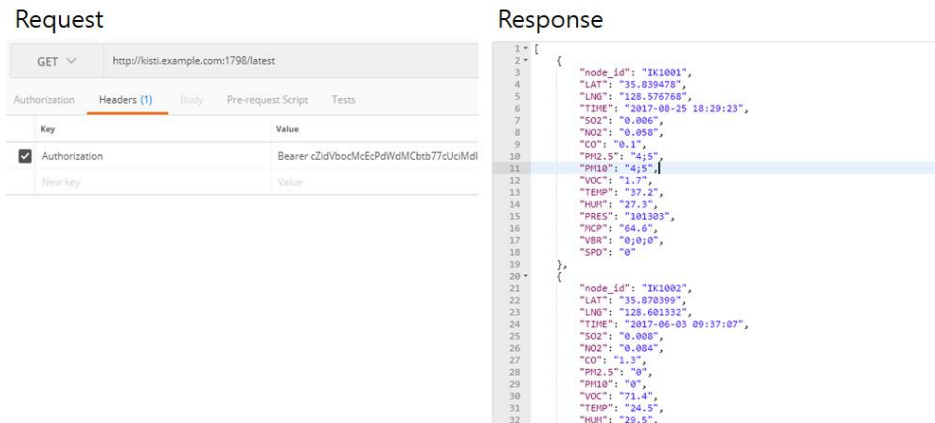 Request
GET
http://kisti.example.com:1798/latest
Authorization Headers (1) Body Pre-request Script Tests
Key Value
Authorization Bearer cZidVbocMcEcPdWdMCbtb77cUciMdl
New key Value
Response
1 [
2 {
3 "node_id": "IK1001",
4 "LAT": "35.839478",
5 "LNG": "128.576768",
6 "TIME": "2017-08-25 18:29:23",
7 "SO2": "0.006",
8 "NO2": "0.058",
9 "CO": "0.1",
10 "PM2.5": "4;5",
11 "PM10": "4;5",
12 "VOC": "1.7",
13 "TEMP": "37.2",
14 "HUM": "27.3",
15 "PRES": "101303",
16 "MCP": "64.6",
17 "VBR": "0;0;0",
18 "SPD": "0"
19 },
20 {
21 "node_id": "IK1002",
22 "LAT": "35.870399",
23 "LNG": "128.601332",
24 "TIME": "2017-06-03 09:37:07",
25 "SO2": "0.008",
26 "NO2": "0.084",
27 "CO": "1.3",
28 "PM2.5": "0",
29 "PM10": "0",
30 "VOC": "71.4",
31 "TEMP": "24.5",
32 "HUM": "29.5",